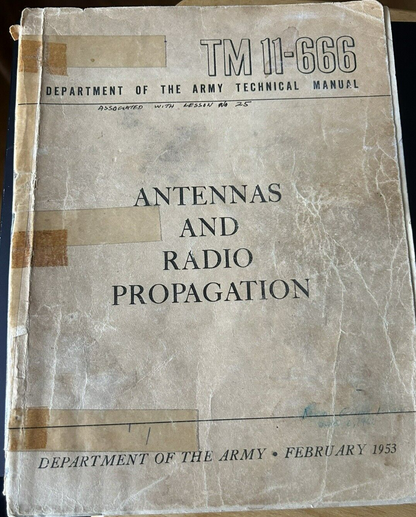 TM 11-666
DEPARTMENT OF THE ARMY TECHNICAL MANUAL
ASSOCIATED WITH LESSON No 25
ANTENNAS
AND
RADIO
PROPAGATION
DEPARTMENT OF THE ARMY • FEBRUARY 1953